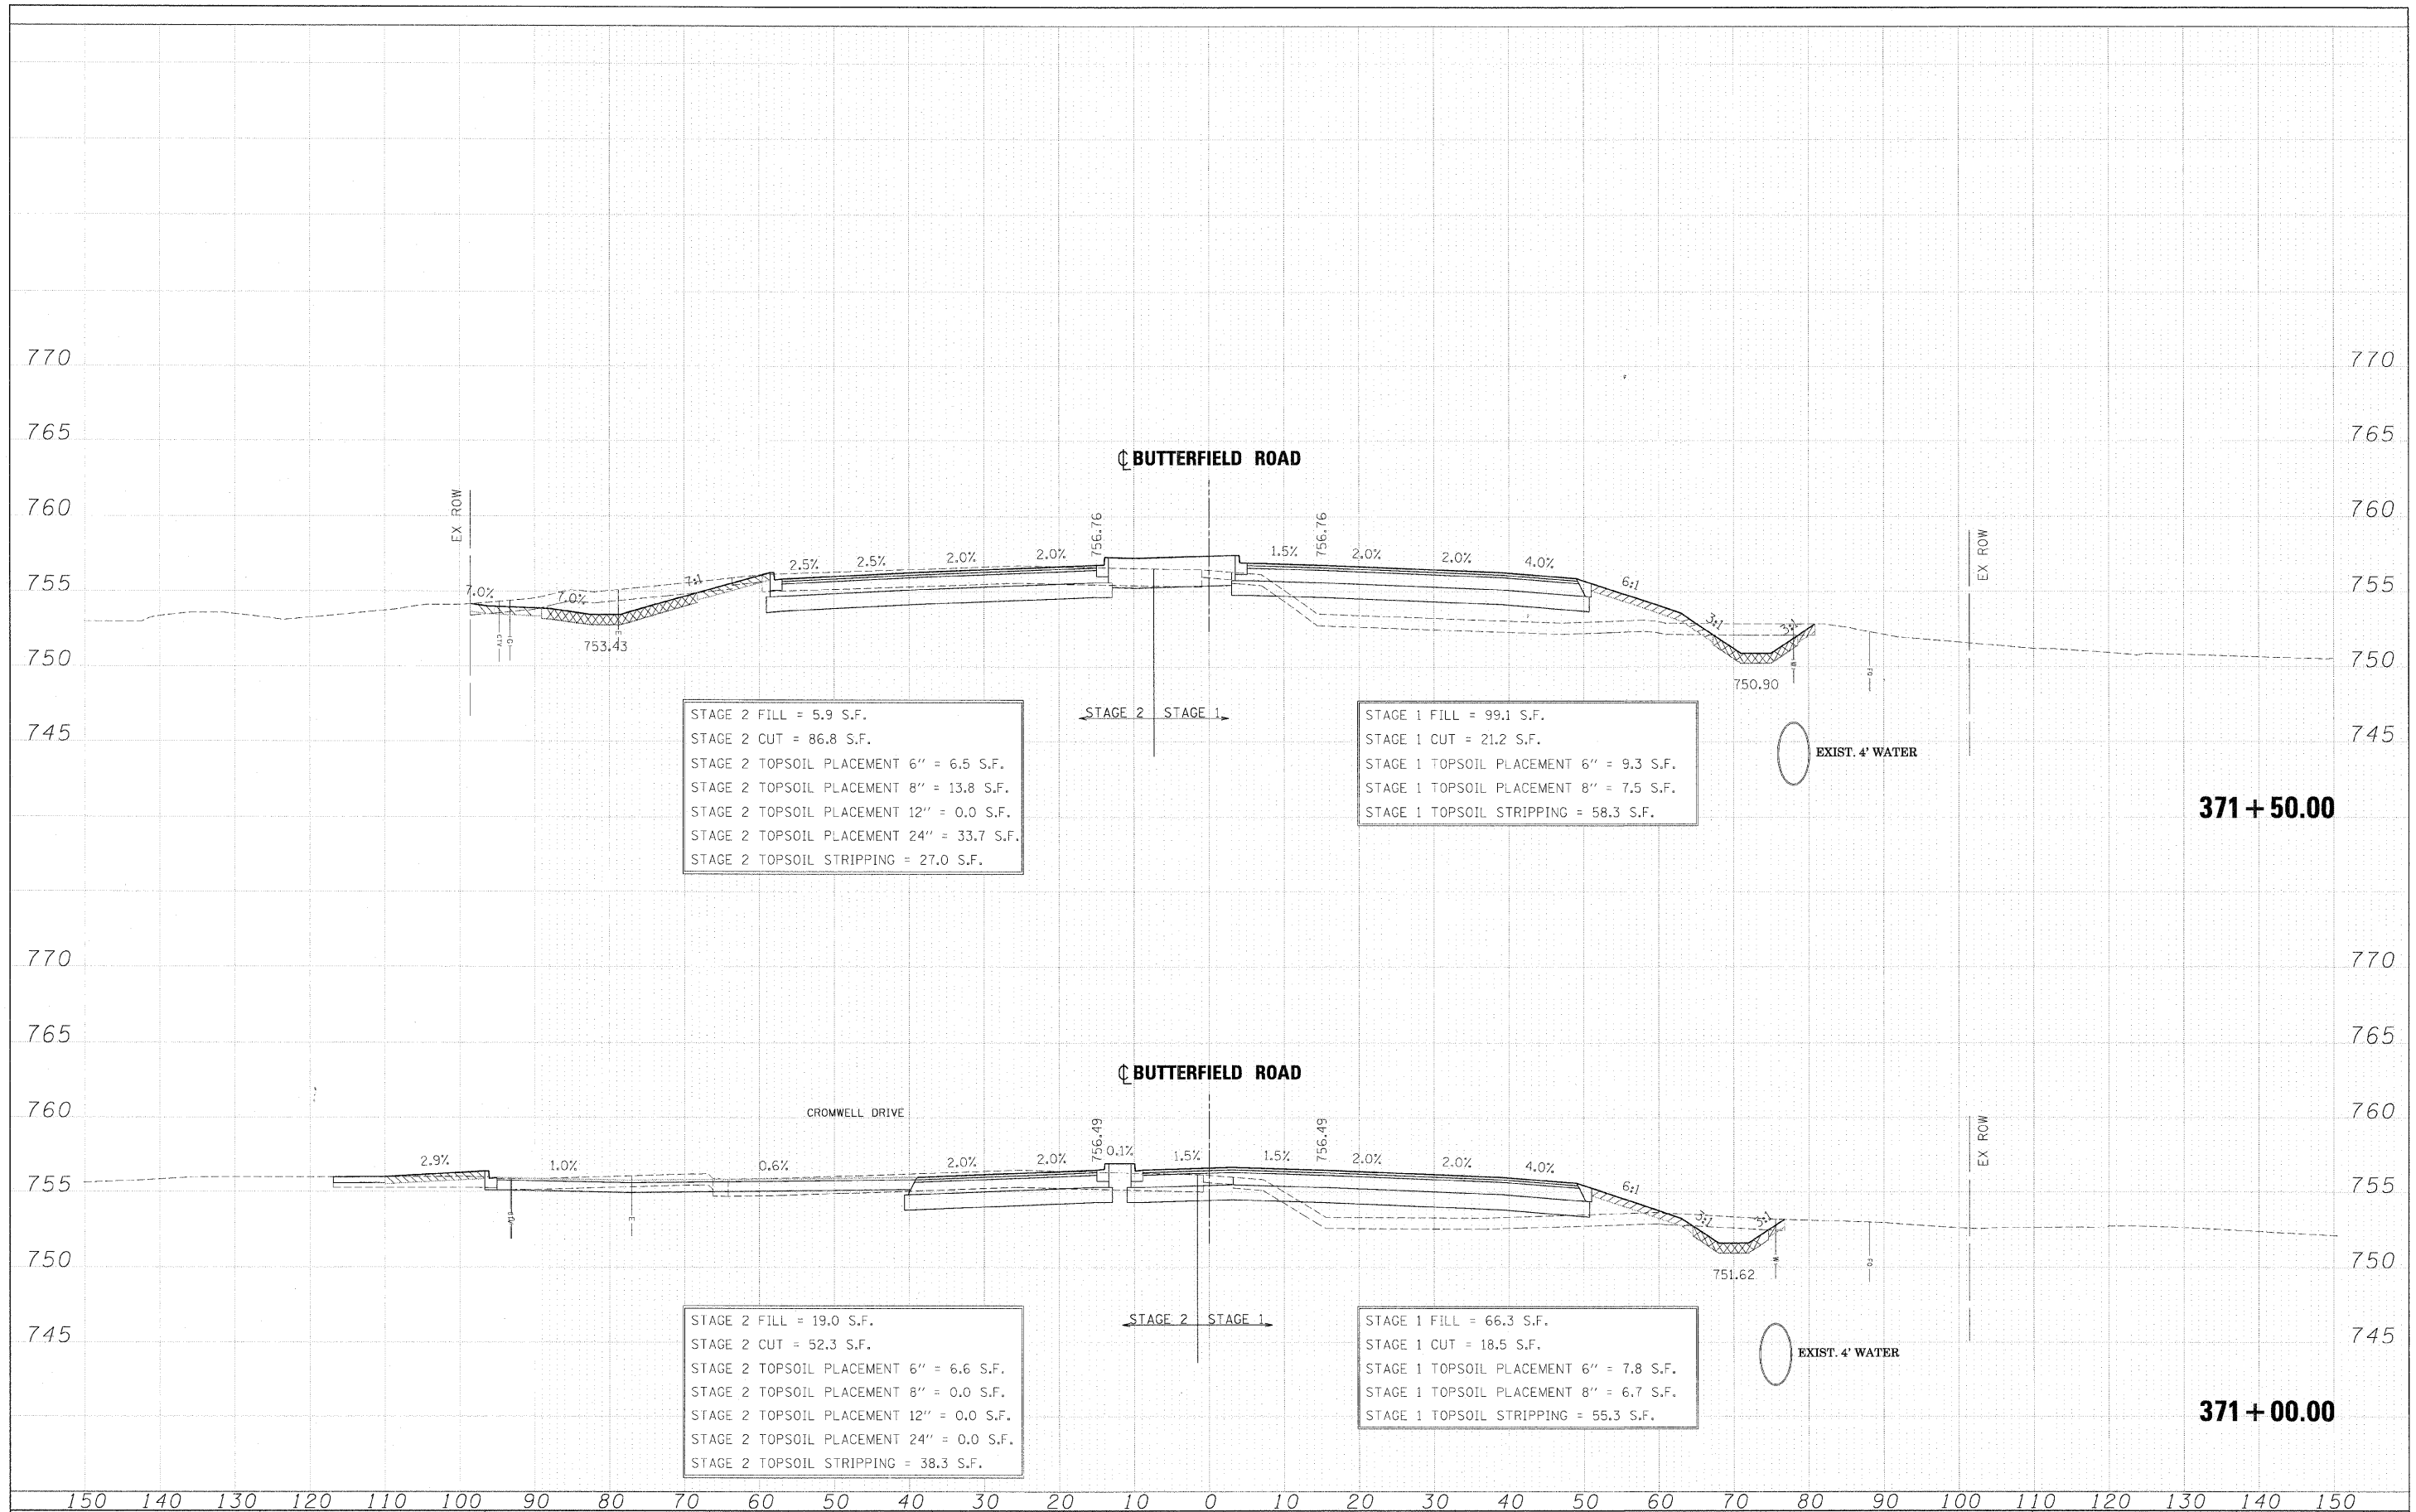 770 770
765 765
℄ BUTTERFIELD ROAD
760 760
EX ROW
756.76
756.76
EX ROW
2.5% 2.5% 2.0% 2.0% 1.5% 2.0% 2.0% 4.0%
755 755
7.0% 7.0% 7:1 6:1
3:1 3:1
753.43
CTV G E W FO
750 750
750.90
STAGE 2 STAGE 1
745 745
STAGE 2 FILL = 5.9 S.F.
STAGE 2 CUT = 86.8 S.F.
STAGE 2 TOPSOIL PLACEMENT 6" = 6.5 S.F.
STAGE 2 TOPSOIL PLACEMENT 8" = 13.8 S.F.
STAGE 2 TOPSOIL PLACEMENT 12" = 0.0 S.F.
STAGE 2 TOPSOIL PLACEMENT 24" = 33.7 S.F.
STAGE 2 TOPSOIL STRIPPING = 27.0 S.F.
STAGE 1 FILL = 99.1 S.F.
STAGE 1 CUT = 21.2 S.F.
STAGE 1 TOPSOIL PLACEMENT 6" = 9.3 S.F.
STAGE 1 TOPSOIL PLACEMENT 8" = 7.5 S.F.
STAGE 1 TOPSOIL STRIPPING = 58.3 S.F.
EXIST. 4' WATER
371+50.00
770 770
765 765
℄ BUTTERFIELD ROAD
760 760
CROMWELL DRIVE
756.49
756.49
EX ROW
2.9% 1.0% 0.6% 2.0% 2.0% 0.1% 1.5% 1.5% 2.0% 2.0% 4.0%
755 755
6:1
3:1 3:1
E W FO
750 750
751.62
STAGE 2 STAGE 1
745 745
STAGE 2 FILL = 19.0 S.F.
STAGE 2 CUT = 52.3 S.F.
STAGE 2 TOPSOIL PLACEMENT 6" = 6.6 S.F.
STAGE 2 TOPSOIL PLACEMENT 8" = 0.0 S.F.
STAGE 2 TOPSOIL PLACEMENT 12" = 0.0 S.F.
STAGE 2 TOPSOIL PLACEMENT 24" = 0.0 S.F.
STAGE 2 TOPSOIL STRIPPING = 38.3 S.F.
STAGE 1 FILL = 66.3 S.F.
STAGE 1 CUT = 18.5 S.F.
STAGE 1 TOPSOIL PLACEMENT 6" = 7.8 S.F.
STAGE 1 TOPSOIL PLACEMENT 8" = 6.7 S.F.
STAGE 1 TOPSOIL STRIPPING = 55.3 S.F.
EXIST. 4' WATER
371+00.00
150 140 130 120 110 100 90 80 70 60 50 40 30 20 10 0 10 20 30 40 50 60 70 80 90 100 110 120 130 140 150